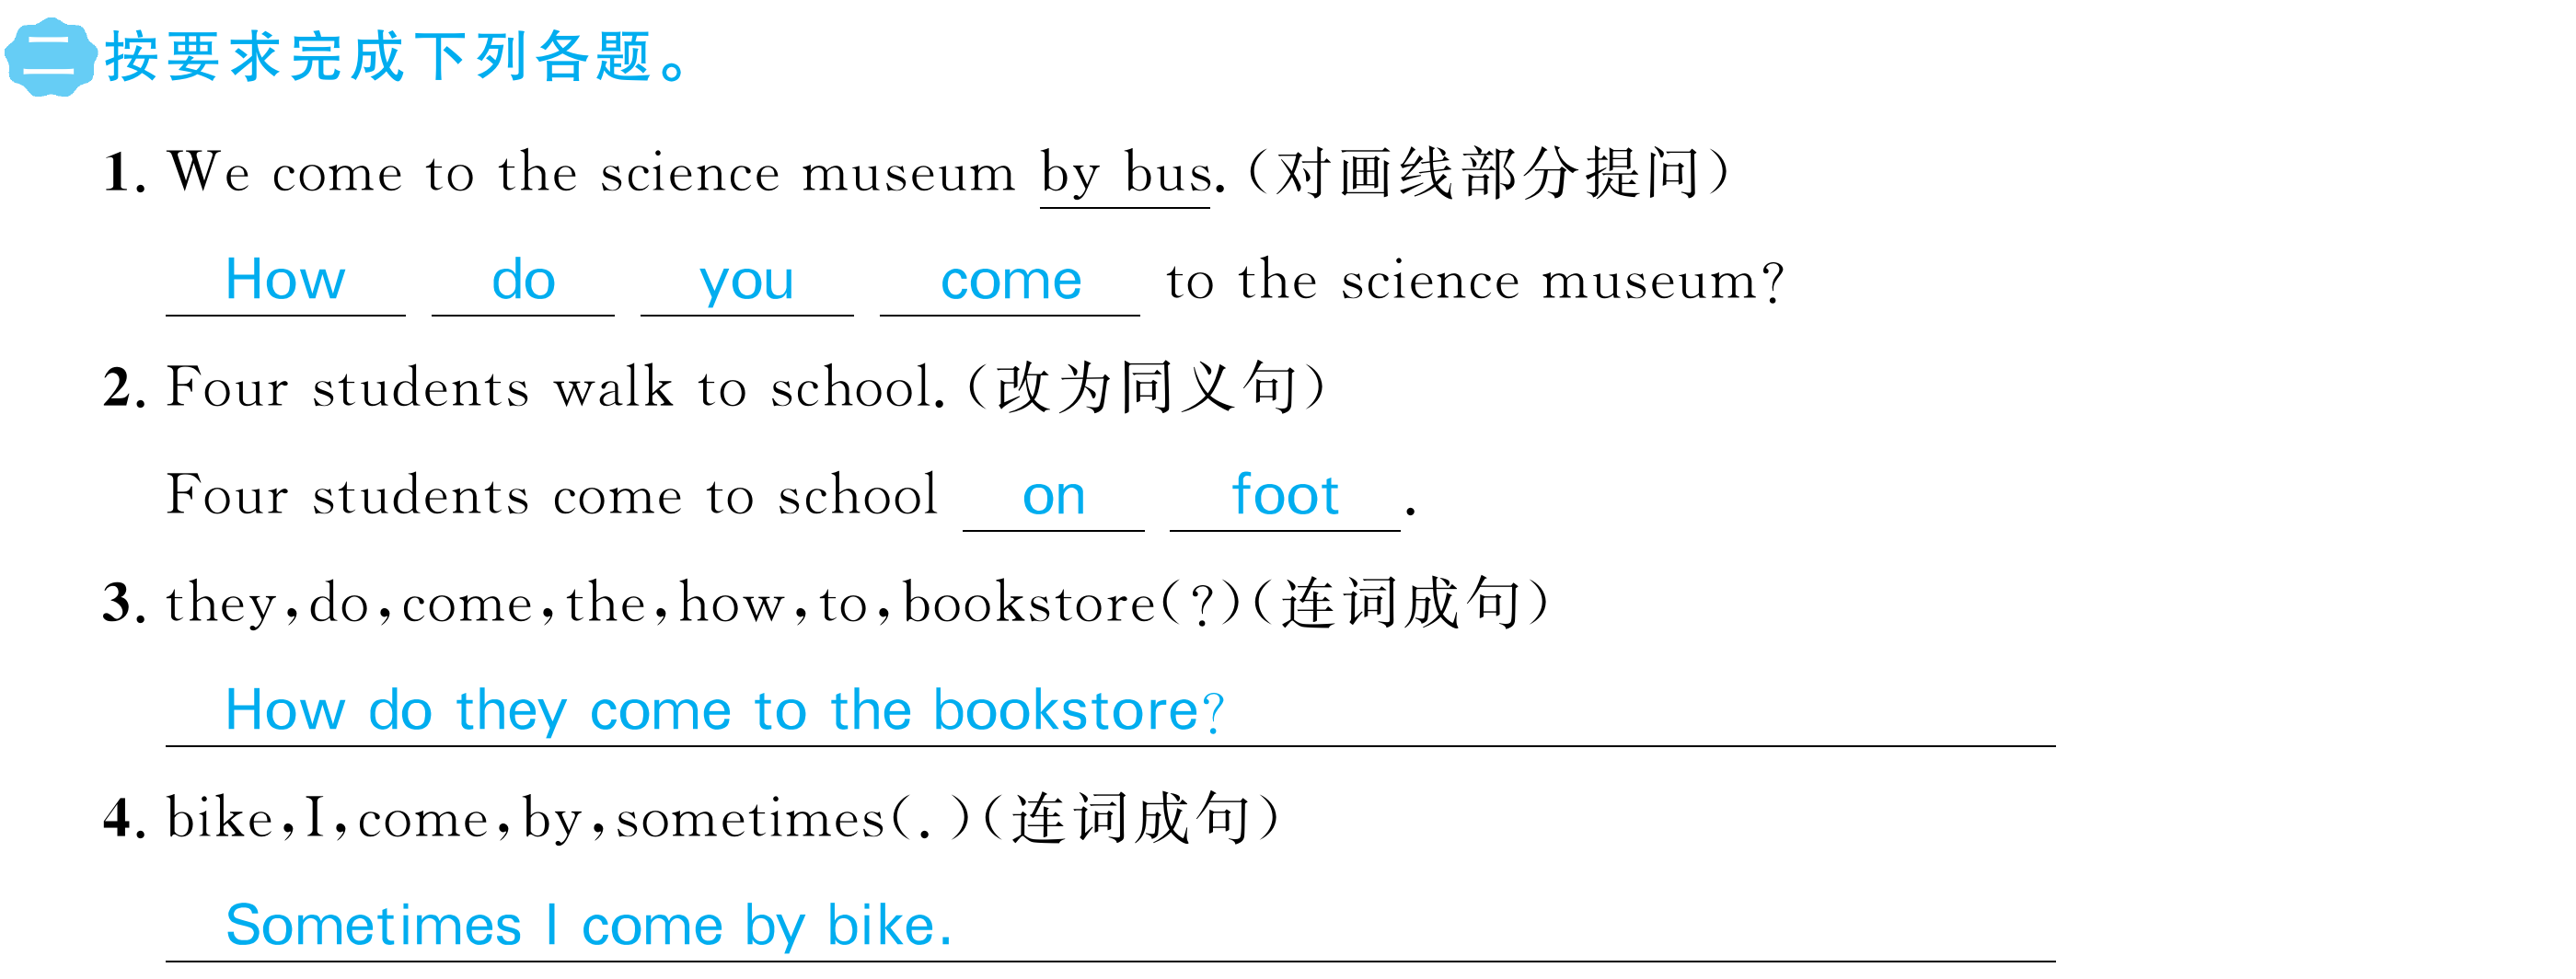 二 按要求完成下列各题。
1. We come to the science museum by bus.(对画线部分提问)
How do you come to the science museum?
2. Four students walk to school.(改为同义句)
Four students come to school on foot.
3. they,do,come,the,how,to,bookstore(?)(连词成句)
How do they come to the bookstore?
4. bike,I,come,by,sometimes(.)(连词成句)
Sometimes I come by bike.